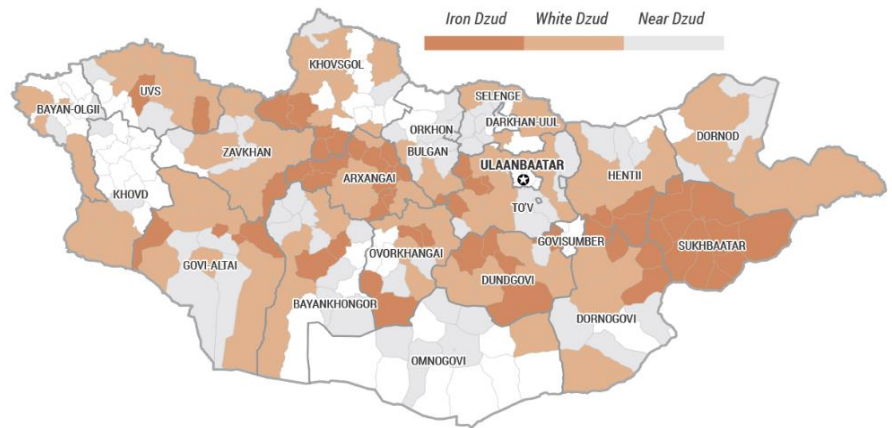 Iron Dzud White Dzud Near Dzud
KHOVSGOL
UVS
BAYAN-OLGII
SELENGE
DARKHAN-UUL
ORKHON
DORNOD
ZAVKHAN
BULGAN
ULAANBAATAR
ARXANGAI
HENTII
KHOVD
TO'V
GOVISUMBER
SUKHBAATAR
GOVI-ALTAI
OVORKHANGAI
DUNDGOVI
BAYANKHONGOR
DORNOGOVI
OMNOGOVI